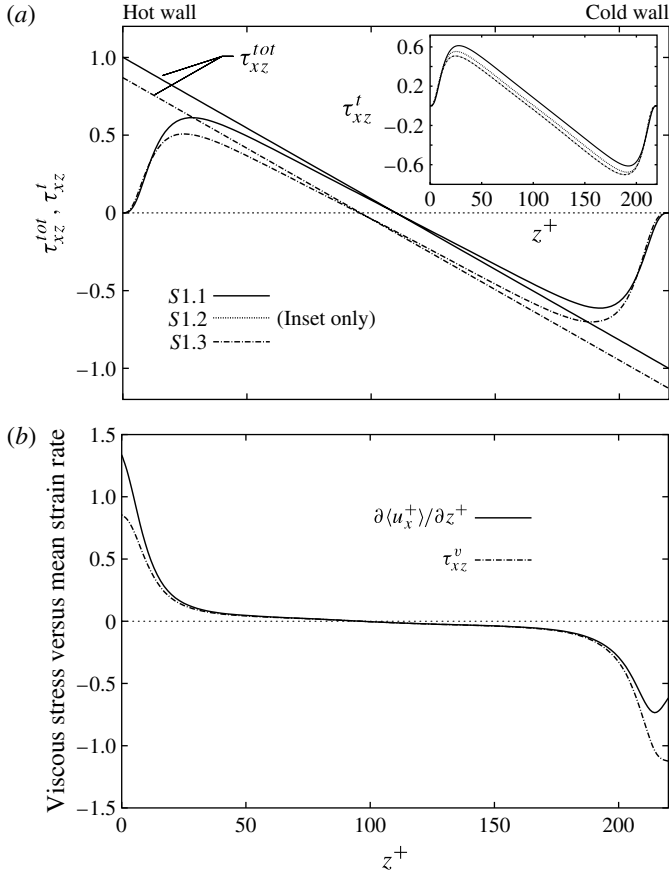 (a) Hot wall Cold wall
τ_{xz}^{tot}
1.0
0.5
0
−0.5
−1.0
τ_{xz}^{tot}, τ_{xz}^{t}
0.6
0.2
−0.2
−0.6
τ_{xz}^{t}
0 50 100 150 200
z^+
S1.1
S1.2 (Inset only)
S1.3
(b)
1.5
1.0
0.5
0
−0.5
−1.0
−1.5
Viscous stress versus mean strain rate
∂⟨u_x^+⟩/∂z^+
τ_{xz}^{v}
0 50 100 150 200
z^+